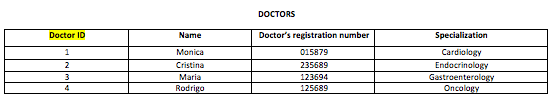 DOCTORS
Doctor ID Name Doctor's registration number Specialization
1 Monica 015879 Cardiology
2 Cristina 235689 Endocrinology
3 Maria 123694 Gastroenterology
4 Rodrigo 125689 Oncology